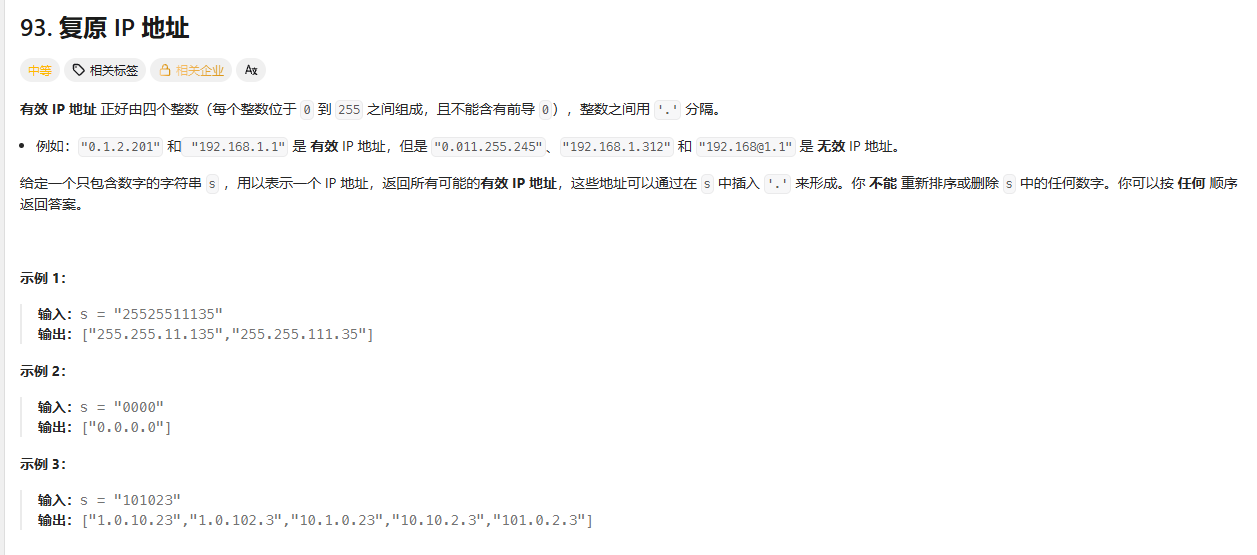 93. 复原 IP 地址
中等 相关标签 相关企业 Aあ
有效 IP 地址 正好由四个整数（每个整数位于 0 到 255 之间组成，且不能含有前导 0），整数之间用 '.' 分隔。
例如："0.1.2.201" 和 "192.168.1.1" 是 有效 IP 地址，但是 "0.011.255.245"、"192.168.1.312" 和 "192.168@1.1" 是 无效 IP 地址。
给定一个只包含数字的字符串 s ，用以表示一个 IP 地址，返回所有可能的有效 IP 地址，这些地址可以通过在 s 中插入 '.' 来形成。你 不能 重新排序或删除 s 中的任何数字。你可以按 任何 顺序
返回答案。
示例 1：
输入：s = "25525511135"
输出：["255.255.11.135","255.255.111.35"]
示例 2：
输入：s = "0000"
输出：["0.0.0.0"]
示例 3：
输入：s = "101023"
输出：["1.0.10.23","1.0.102.3","10.1.0.23","10.10.2.3","101.0.2.3"]